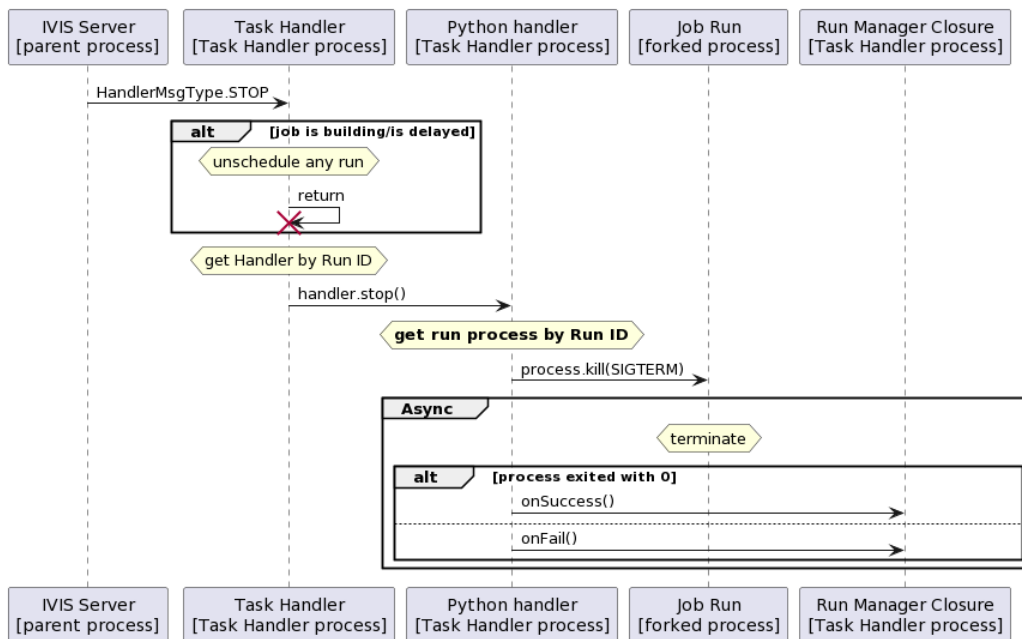 IVIS Server
[parent process]
Task Handler
[Task Handler process]
Python handler
[Task Handler process]
Job Run
[forked process]
Run Manager Closure
[Task Handler process]
HandlerMsgType.STOP
alt
[job is building/is delayed]
unschedule any run
return
get Handler by Run ID
handler.stop()
get run process by Run ID
process.kill(SIGTERM)
Async
terminate
alt
[process exited with 0]
onSuccess()
onFail()
IVIS Server
[parent process]
Task Handler
[Task Handler process]
Python handler
[Task Handler process]
Job Run
[forked process]
Run Manager Closure
[Task Handler process]